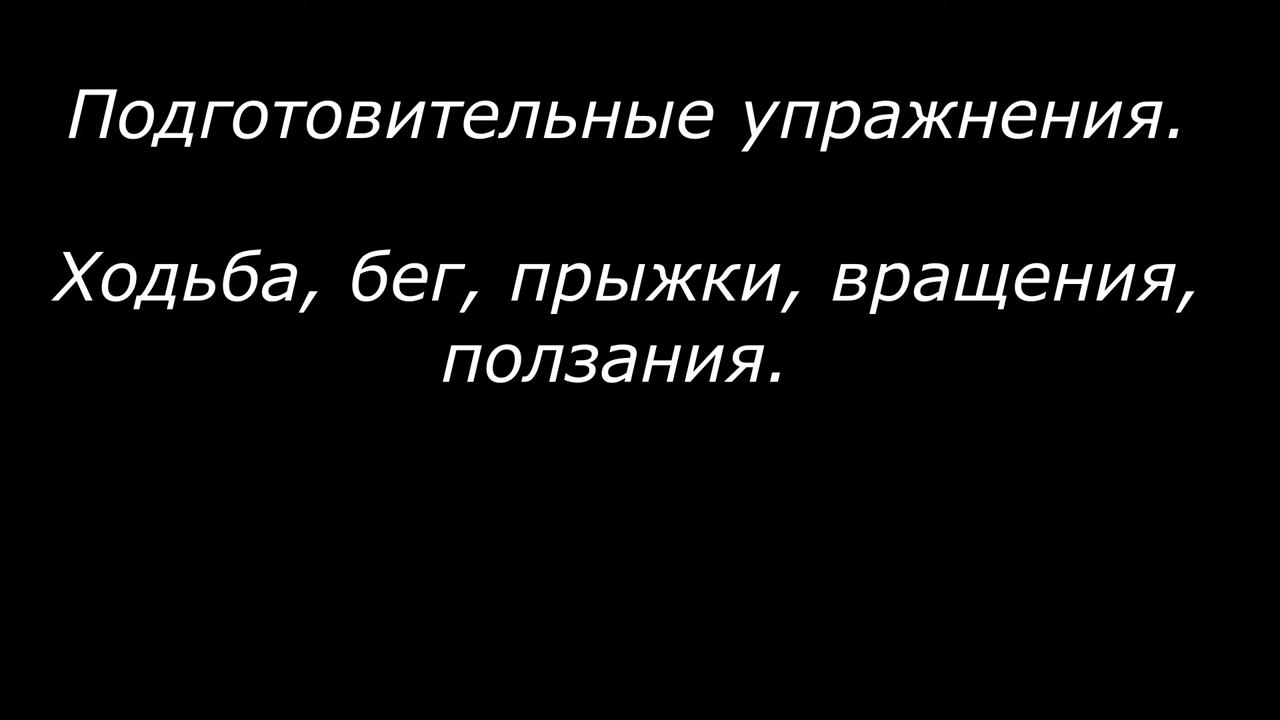 Подготовительные упражнения.
Ходьба, бег, прыжки, вращения,
ползания.